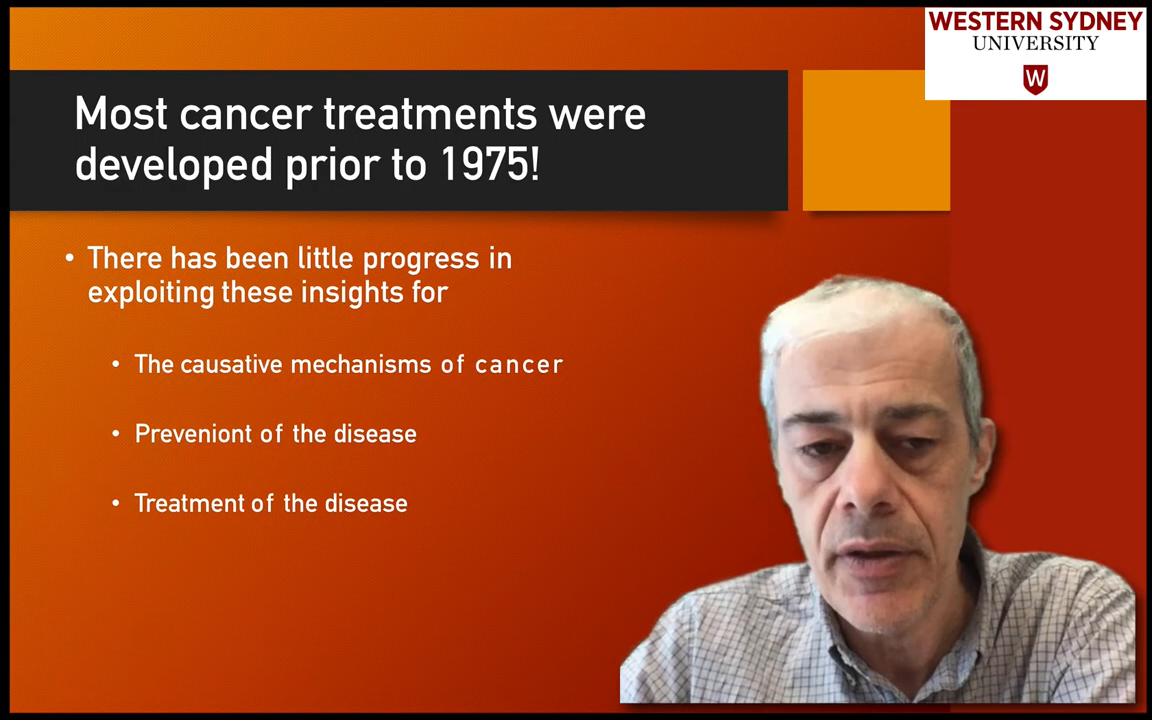 WESTERN SYDNEY
UNIVERSITY
W
Most cancer treatments were
developed prior to 1975!
• There has been little progress in
exploiting these insights for
• The causative mechanisms of cancer
• Preveniont of the disease
• Treatment of the disease